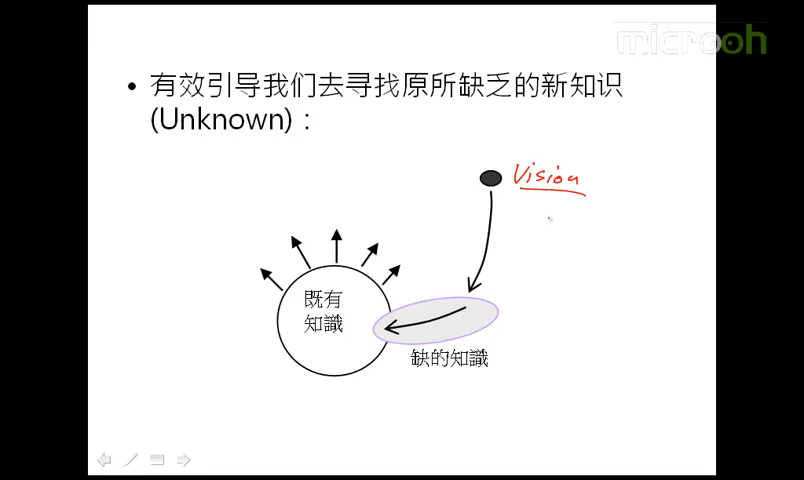 microoh
• 有效引导我们去寻找原所缺乏的新知识
(Unknown)：
Vision
既有
知識
缺的知識